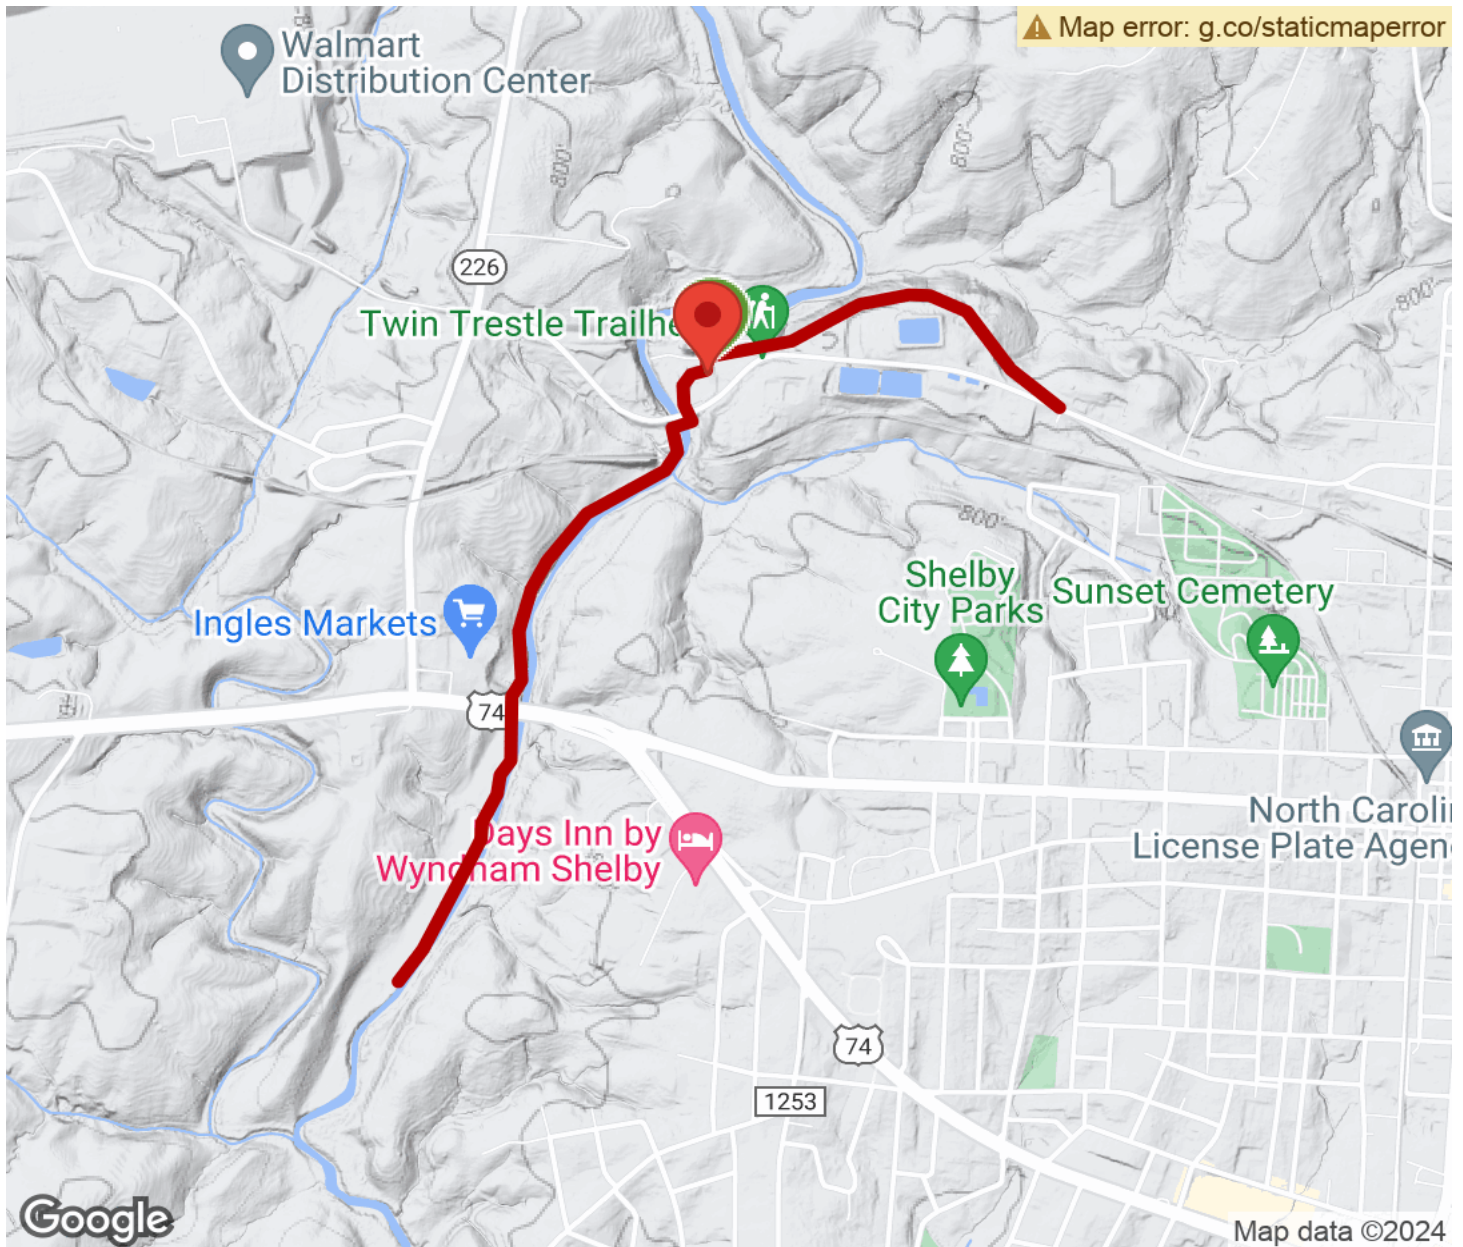 Map error: g.co/staticmaperror
Walmart
Distribution Center
800'
800'
226
800'
Twin Trestle Trailhe
800'
Shelby
City Parks
Sunset Cemetery
Ingles Markets
74
North Caroli
License Plate Agen
Days Inn by
Wyndham Shelby
74
1253
Google
Map data ©2024